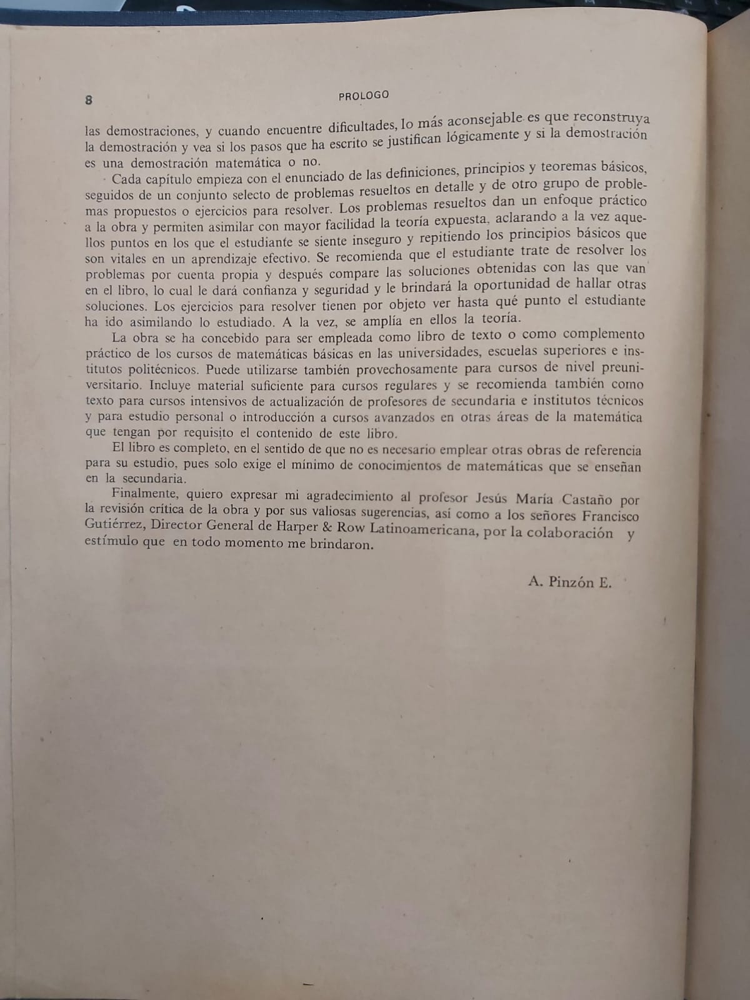 8
PROLOGO
las demostraciones, y cuando encuentre dificultades, lo más aconsejable es que reconstruya
la demostración y vea si los pasos que ha escrito se justifican lógicamente y si la demostración
es una demostración matemática o no.
Cada capítulo empieza con el enunciado de las definiciones, principios y teoremas básicos,
seguidos de un conjunto selecto de problemas resueltos en detalle y de otro grupo de proble-
mas propuestos o ejercicios para resolver. Los problemas resueltos dan un enfoque práctico
a la obra y permiten asimilar con mayor facilidad la teoría expuesta, aclarando a la vez aque-
llos puntos en los que el estudiante se siente inseguro y repitiendo los principios básicos que
son vitales en un aprendizaje efectivo. Se recomienda que el estudiante trate de resolver los
problemas por cuenta propia y después compare las soluciones obtenidas con las que van
en el libro, lo cual le dará confianza y seguridad y le brindará la oportunidad de hallar otras
soluciones. Los ejercicios para resolver tienen por objeto ver hasta qué punto el estudiante
ha ido asimilando lo estudiado. A la vez, se amplía en ellos la teoría.
La obra se ha concebido para ser empleada como libro de texto o como complemento
práctico de los cursos de matemáticas básicas en las universidades, escuelas superiores e ins-
titutos politécnicos. Puede utilizarse también provechosamente para cursos de nivel preuni-
versitario. Incluye material suficiente para cursos regulares y se recomienda también como
texto para cursos intensivos de actualización de profesores de secundaria e institutos técnicos
y para estudio personal o introducción a cursos avanzados en otras áreas de la matemática
que tengan por requisito el contenido de este libro.
El libro es completo, en el sentido de que no es necesario emplear otras obras de referencia
para su estudio, pues solo exige el mínimo de conocimientos de matemáticas que se enseñan
en la secundaria.
Finalmente, quiero expresar mi agradecimiento al profesor Jesús María Castaño por
la revisión crítica de la obra y por sus valiosas sugerencias, así como a los señores Francisco
Gutiérrez, Director General de Harper & Row Latinoamericana, por la colaboración y
estímulo que en todo momento me brindaron.
A. Pinzón E.